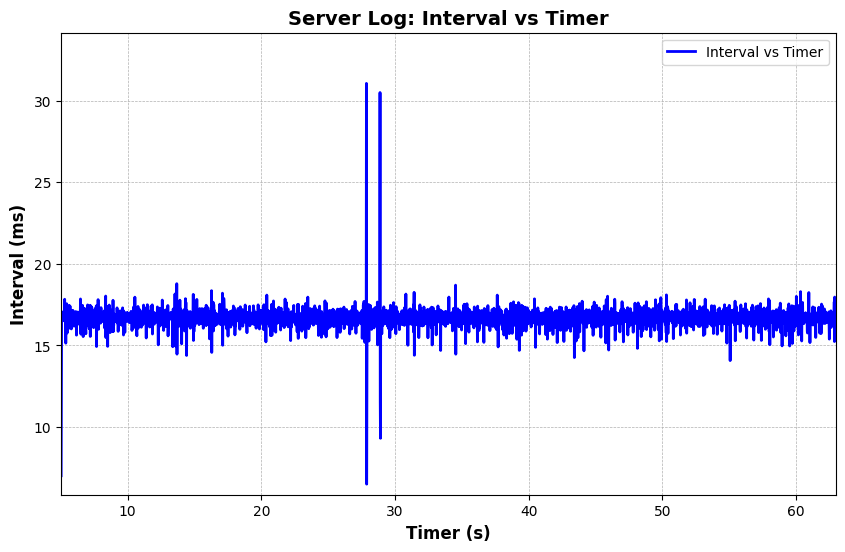 Server Log: Interval vs Timer
Interval vs Timer
30
25
20
15
10
Interval (ms)
10 20 30 40 50 60
Timer (s)